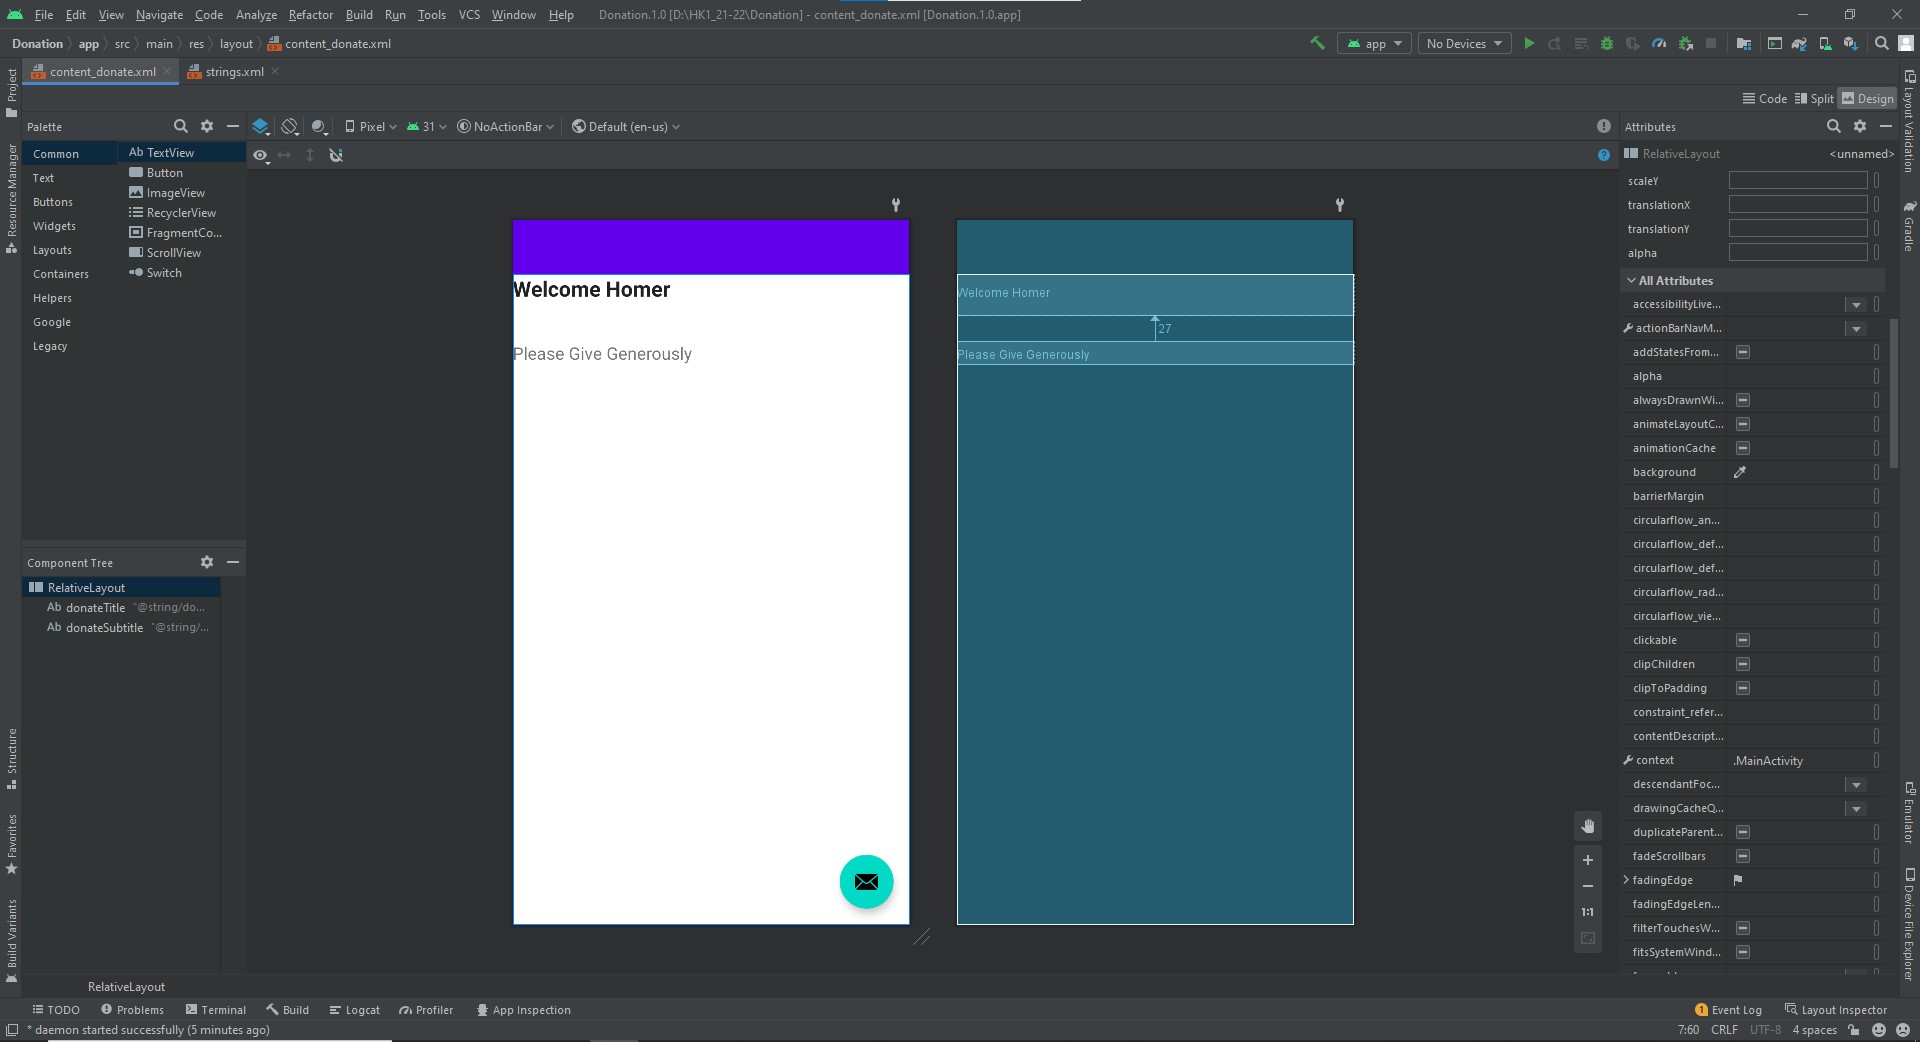 File Edit View Navigate Code Analyze Refactor Build Run Tools VCS Window Help Donation.1.0 [D:\HK1_21-22\Donation] - content_donate.xml [Donation.1.0.app]
Donation app src main res layout content_donate.xml
app No Devices
content_donate.xml strings.xml
Code Split Design
Palette
Pixel 31 NoActionBar Default (en-us)
Attributes
Common
Text
Buttons
Widgets
Layouts
Containers
Helpers
Google
Legacy
Ab TextView
Button
ImageView
RecyclerView
FragmentCo...
ScrollView
Switch
Component Tree
RelativeLayout
Ab donateTitle "@string/do...
Ab donateSubtitle "@string/...
Welcome Homer
Please Give Generously
Welcome Homer
27
Please Give Generously
1:1
RelativeLayout <unnamed>
scaleY
translationX
translationY
alpha
All Attributes
accessibilityLive...
actionBarNavM...
addStatesFrom...
alpha
alwaysDrawnWi...
animateLayoutC...
animationCache
background
barrierMargin
circularflow_an...
circularflow_def...
circularflow_def...
circularflow_rad...
circularflow_vie...
clickable
clipChildren
clipToPadding
constraint_refer...
contentDescript...
context .MainActivity
descendantFoc...
drawingCacheQ...
duplicateParent...
fadeScrollbars
fadingEdge
fadingEdgeLen...
filterTouchesW...
fitsSystemWind...
Project
Resource Manager
Structure
Favorites
Build Variants
Layout Validation
Gradle
Emulator
Device File Explorer
RelativeLayout
TODO Problems Terminal Build Logcat Profiler App Inspection 1 Event Log Layout Inspector
* daemon started successfully (5 minutes ago) 7:60 CRLF UTF-8 4 spaces